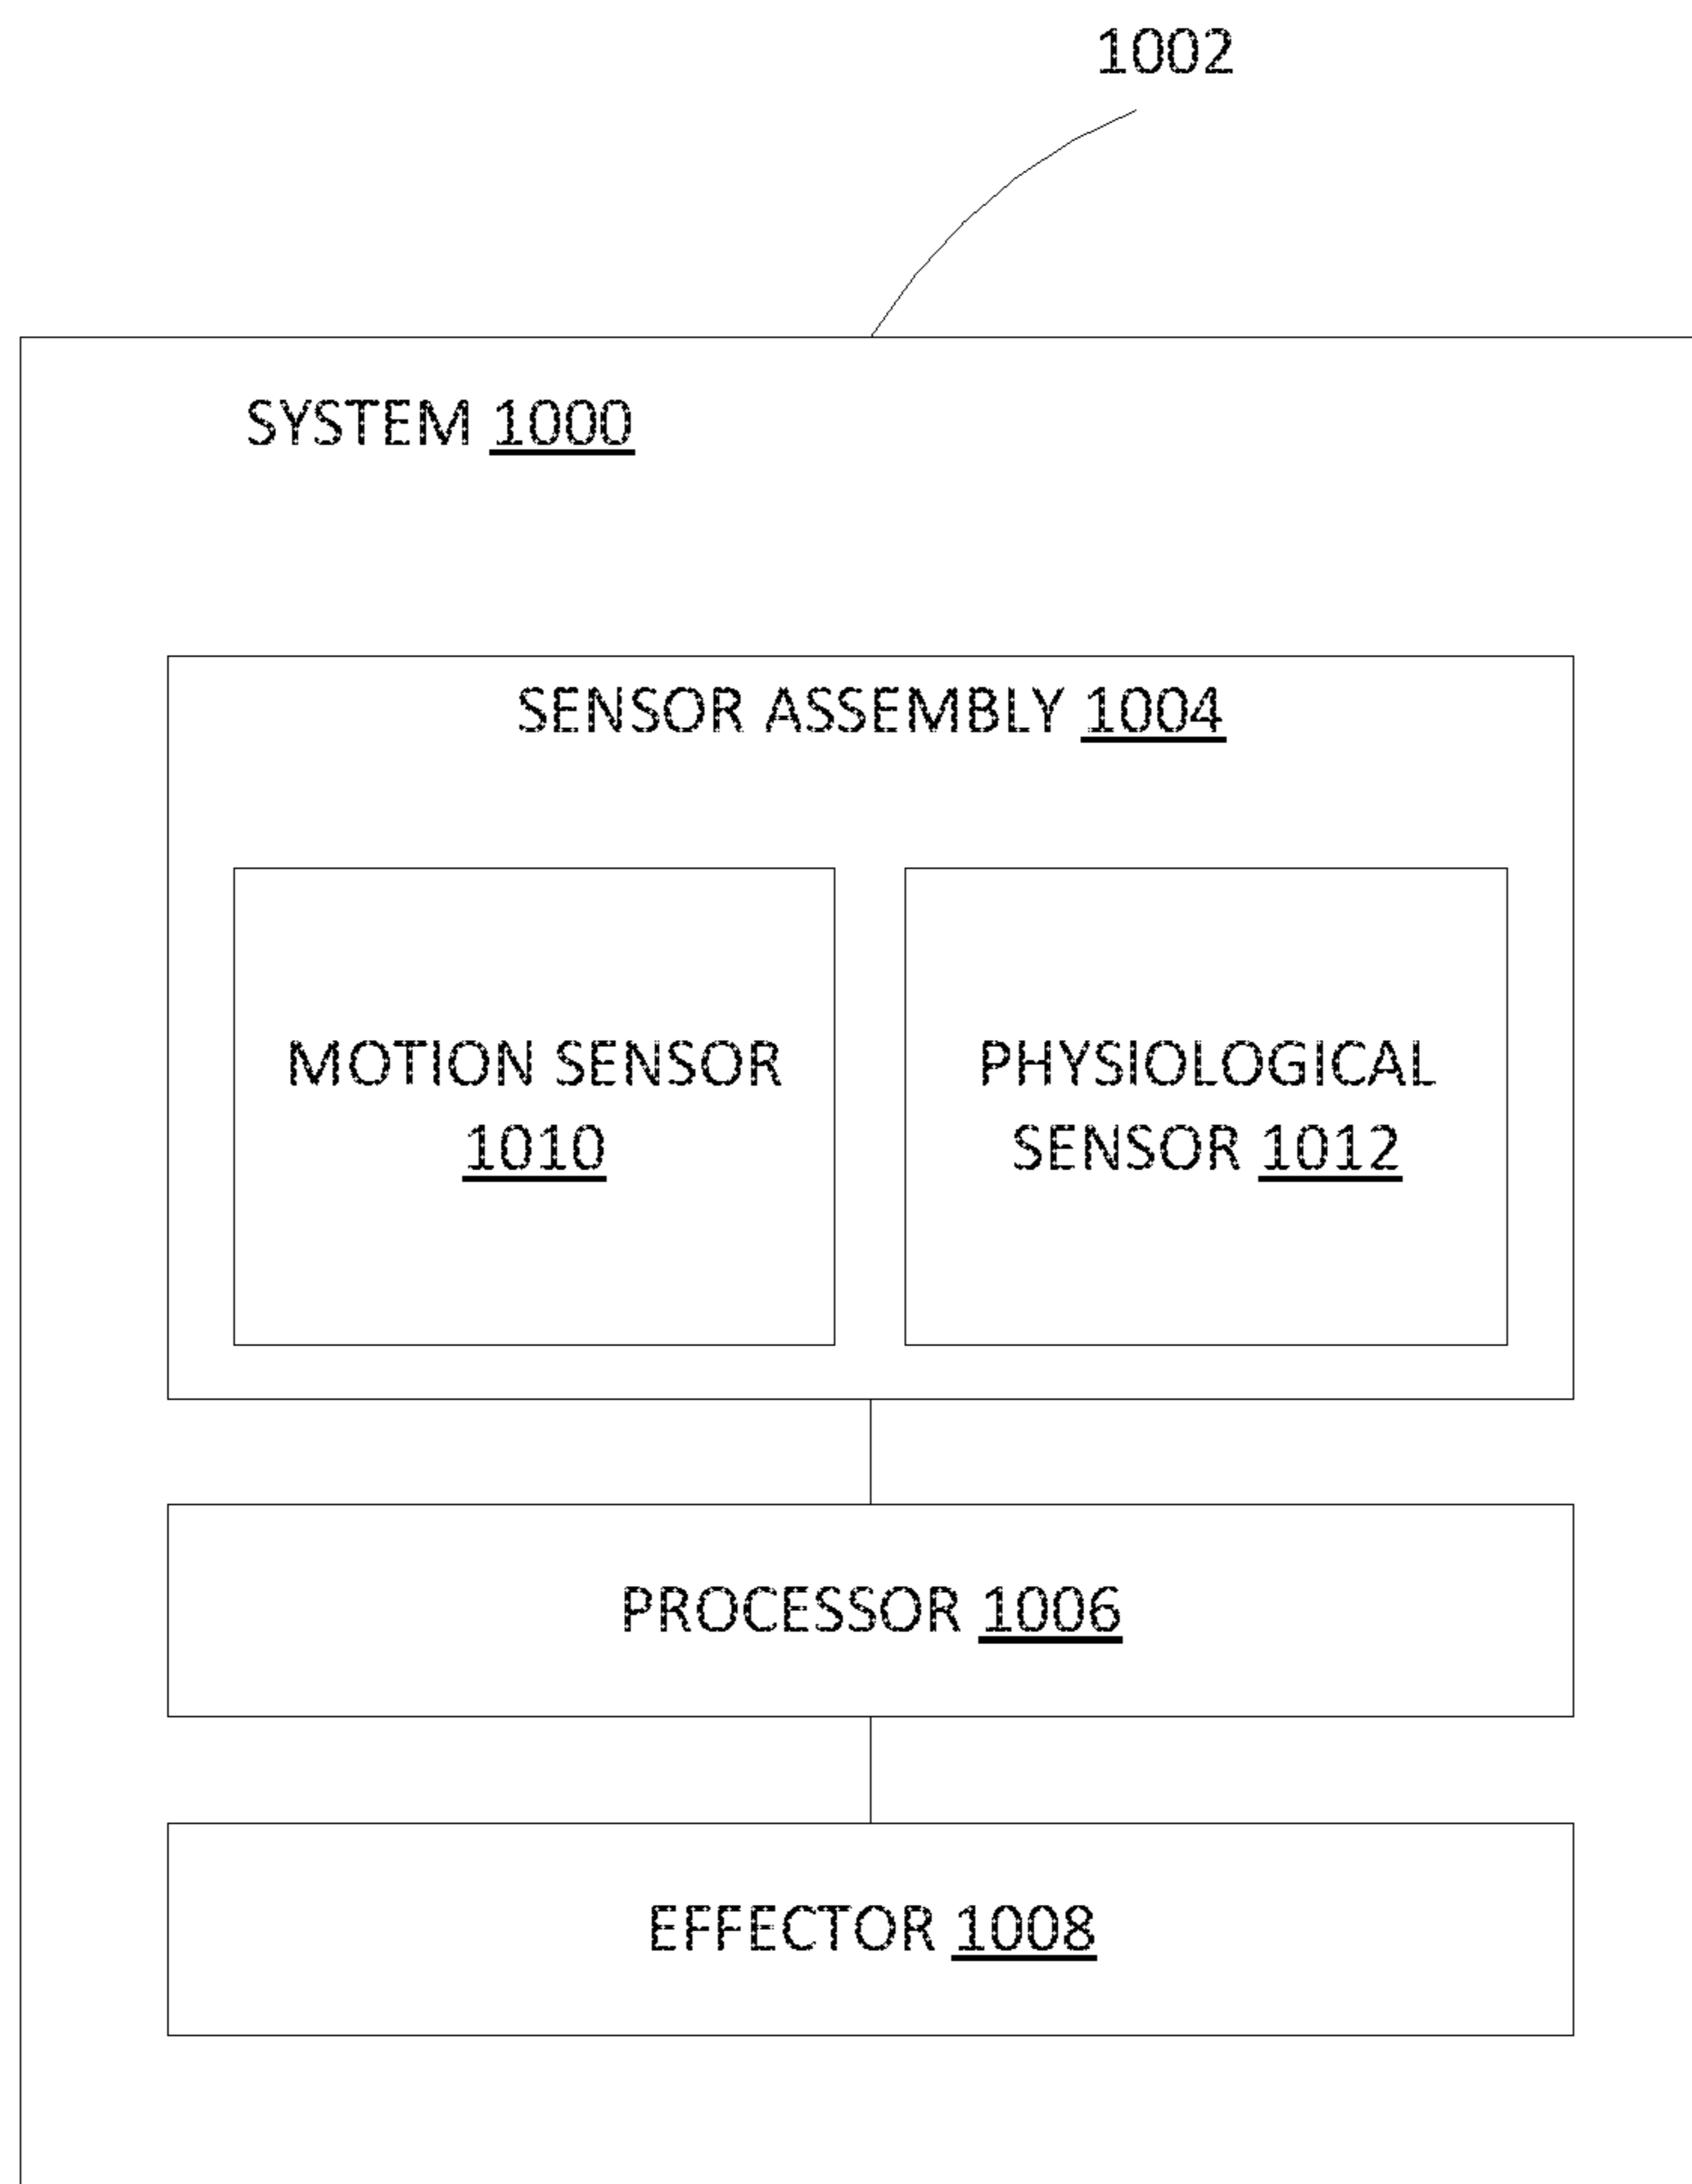 1002
SYSTEM 1000
SENSOR ASSEMBLY 1004
MOTION SENSOR
1010
PHYSIOLOGICAL
SENSOR 1012
PROCESSOR 1006
EFFECTOR 1008